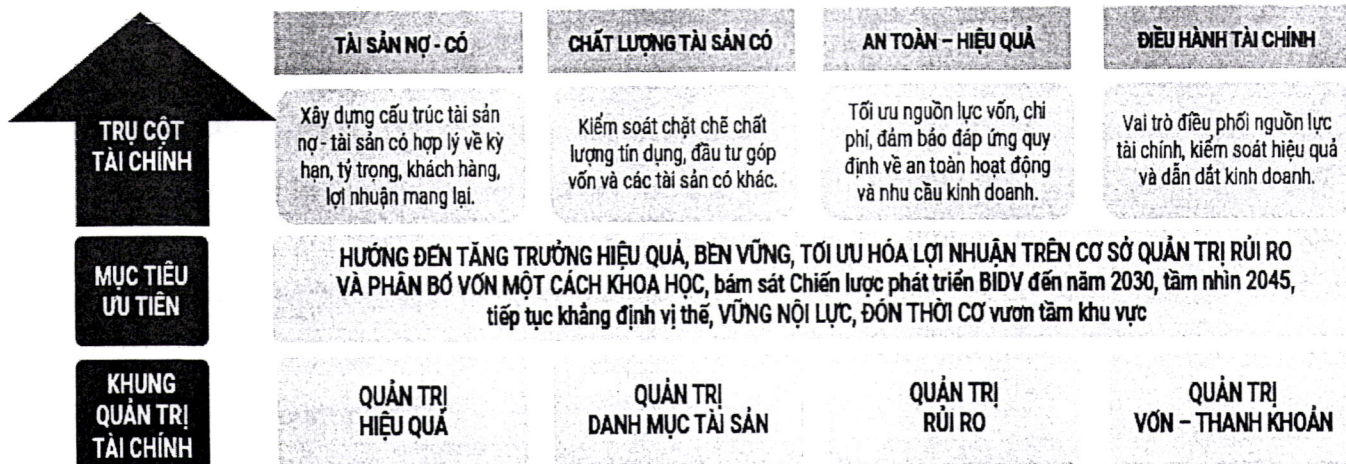 TÀI SẢN NỢ - CÓ
CHẤT LƯỢNG TÀI SẢN CÓ
AN TOÀN – HIỆU QUẢ
ĐIỀU HÀNH TÀI CHÍNH
TRỤ CỘT
TÀI CHÍNH
Xây dựng cấu trúc tài sản
nợ - tài sản có hợp lý về kỳ
hạn, tỷ trọng, khách hàng,
lợi nhuận mang lại.
Kiểm soát chặt chẽ chất
lượng tín dụng, đầu tư góp
vốn và các tài sản có khác.
Tối ưu nguồn lực vốn, chi
phí, đảm bảo đáp ứng quy
định về an toàn hoạt động
và nhu cầu kinh doanh.
Vai trò điều phối nguồn lực
tài chính, kiểm soát hiệu quả
và dẫn dắt kinh doanh.
MỤC TIÊU
ƯU TIÊN
HƯỚNG ĐẾN TĂNG TRƯỞNG HIỆU QUẢ, BỀN VỮNG, TỐI ƯU HÓA LỢI NHUẬN TRÊN CƠ SỞ QUẢN TRỊ RỦI RO
VÀ PHÂN BỔ VỐN MỘT CÁCH KHOA HỌC, bám sát Chiến lược phát triển BIDV đến năm 2030, tầm nhìn 2045,
tiếp tục khẳng định vị thế, VỮNG NỘI LỰC, ĐÓN THỜI CƠ vươn tầm khu vực
KHUNG
QUẢN TRỊ
TÀI CHÍNH
QUẢN TRỊ
HIỆU QUẢ
QUẢN TRỊ
DANH MỤC TÀI SẢN
QUẢN TRỊ
RỦI RO
QUẢN TRỊ
VỐN – THANH KHOẢN